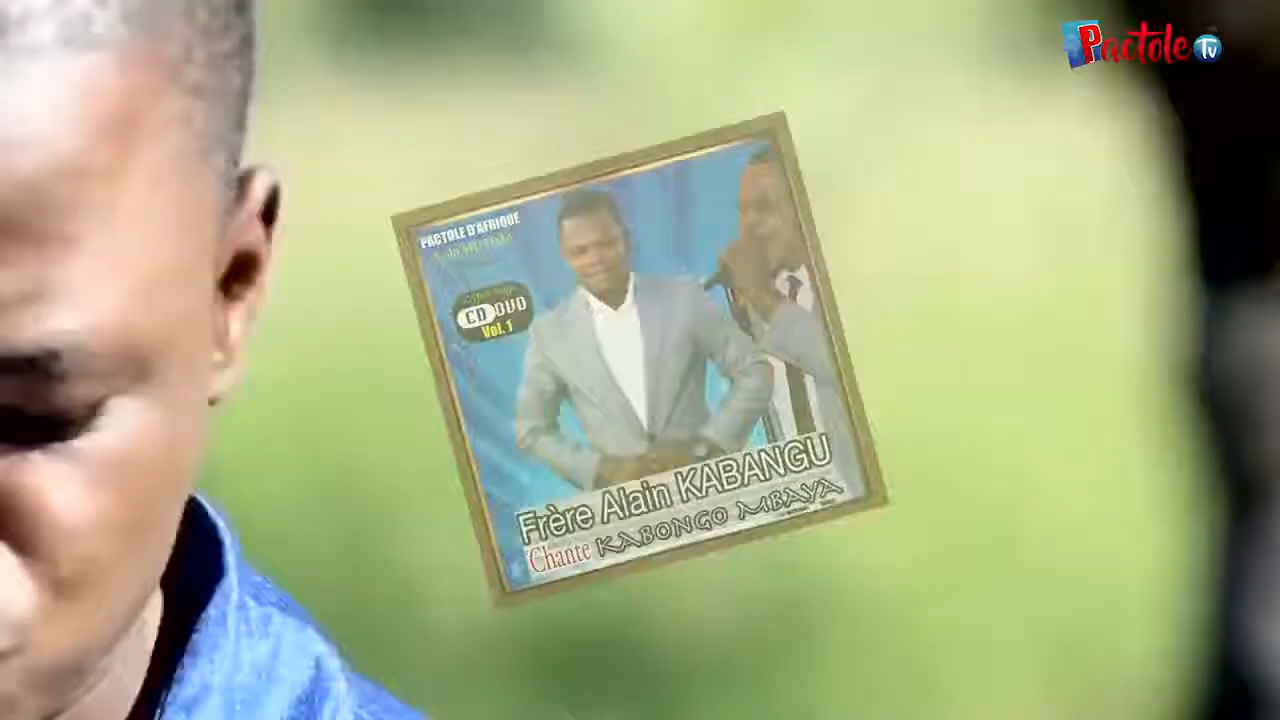 Pactole Tv
PACTOLE D'AFRIQUE
CD DVD
Vol. 1
Frère Alain KABANGU
Chante KABONGO MBAYA